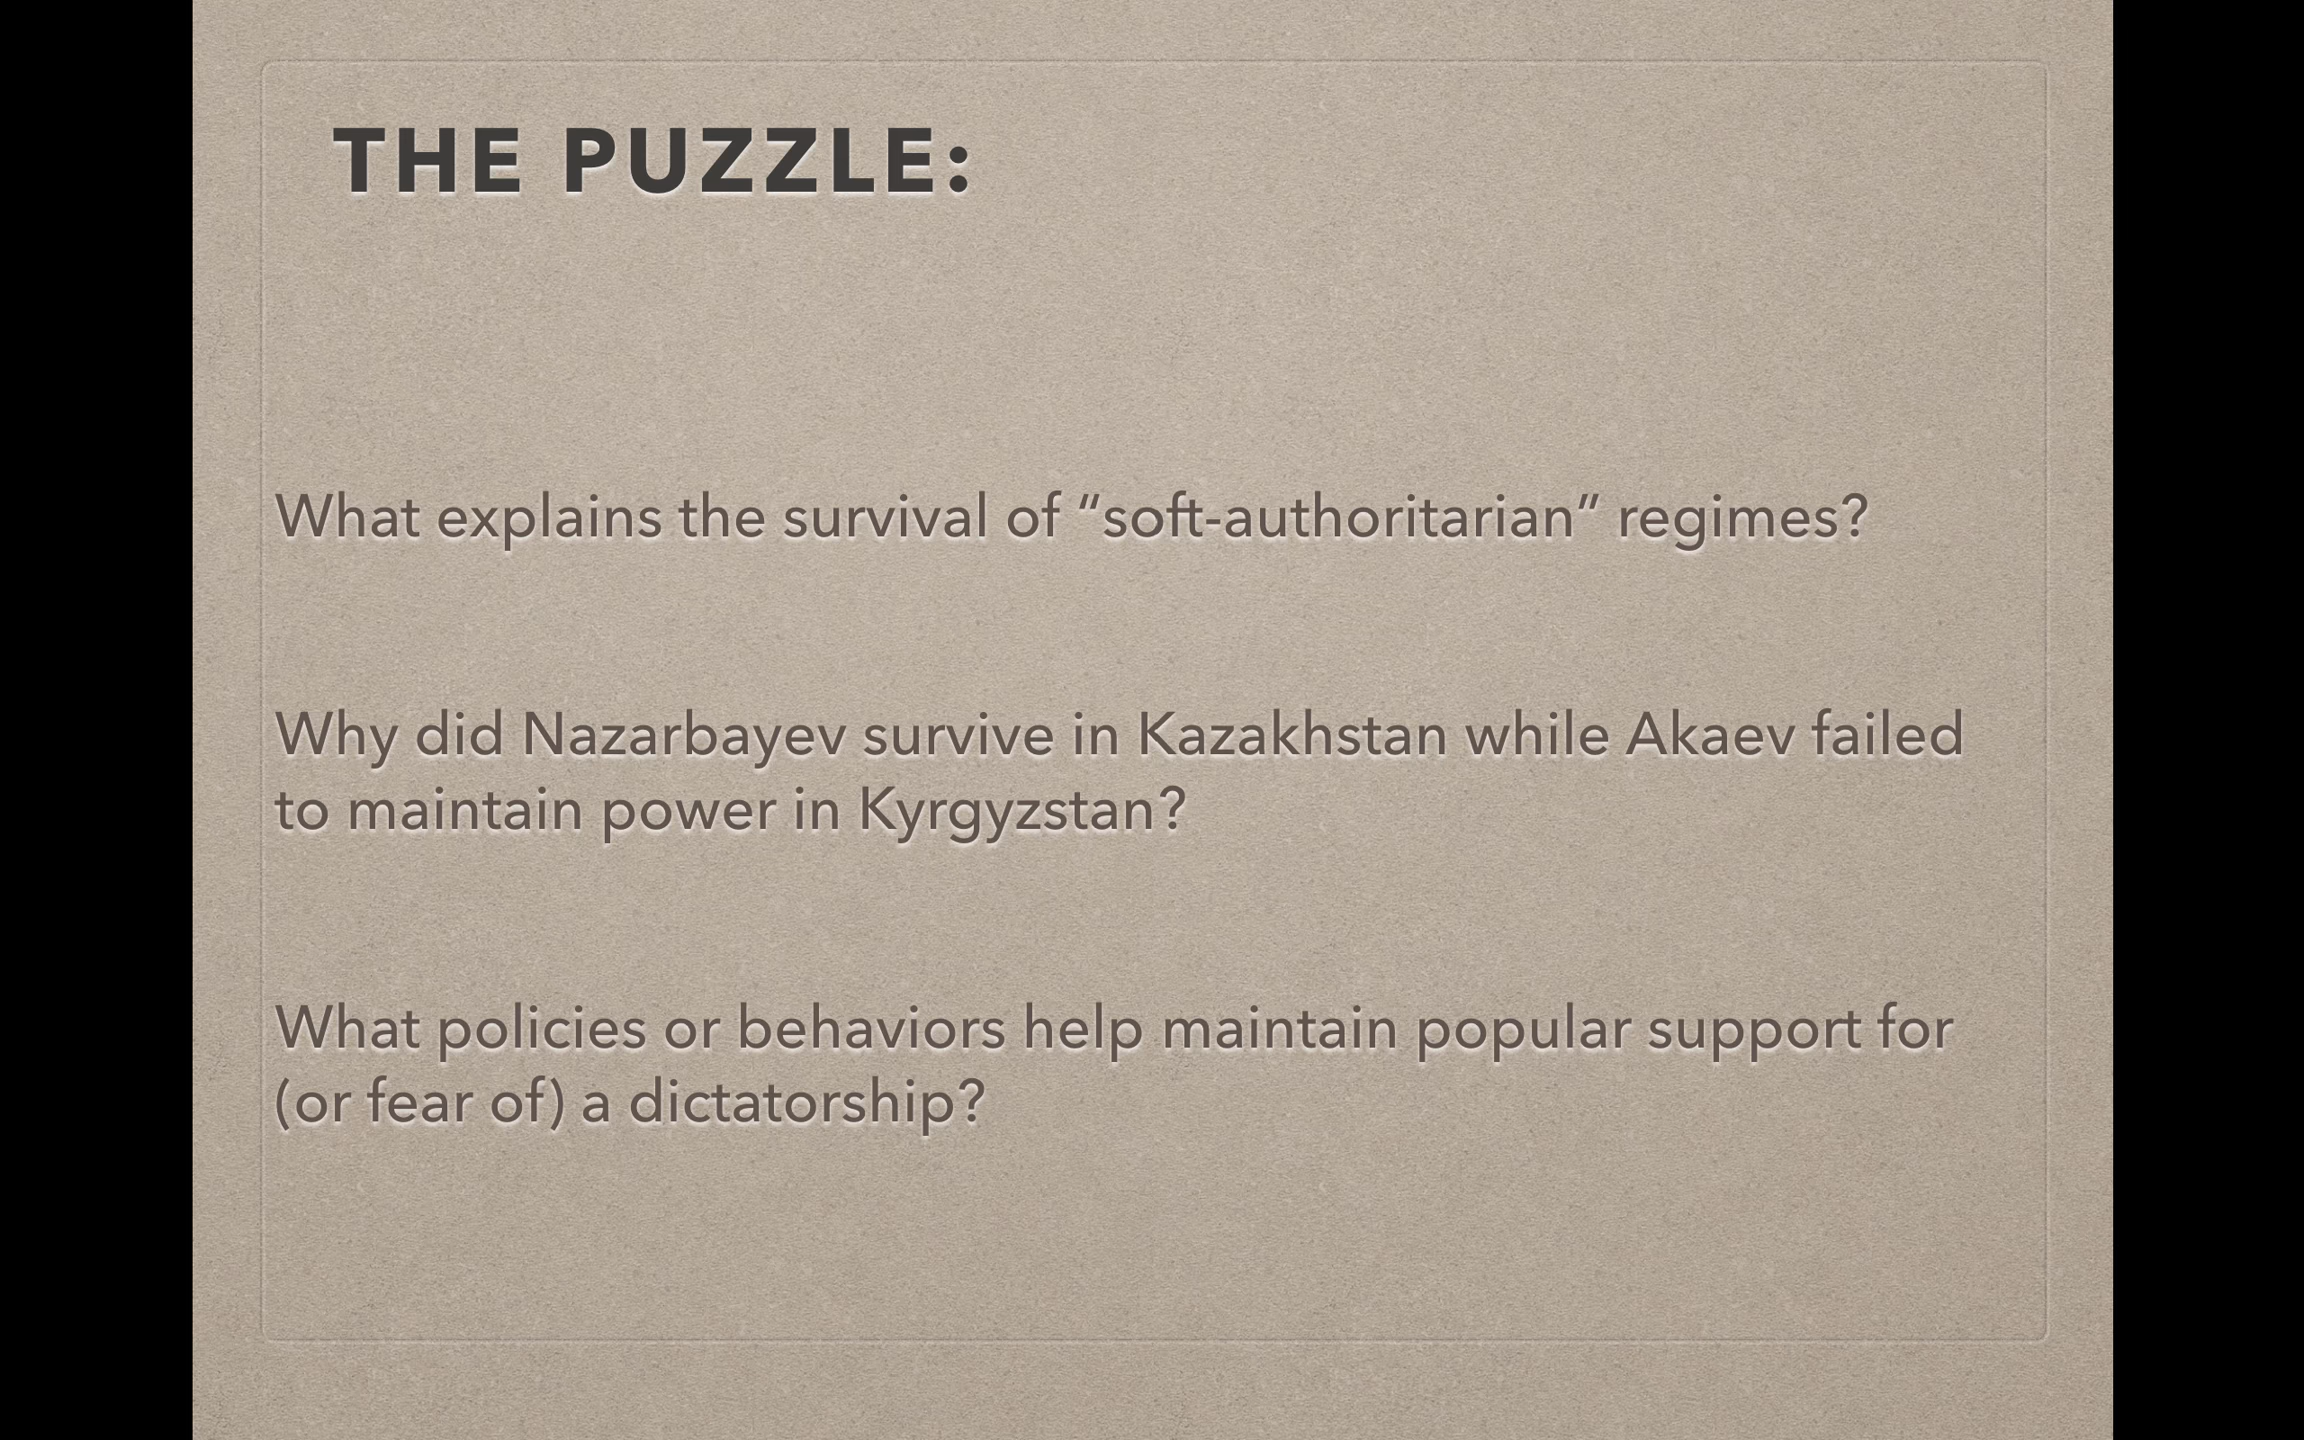 THE PUZZLE:
What explains the survival of “soft-authoritarian” regimes?
Why did Nazarbayev survive in Kazakhstan while Akaev failed
to maintain power in Kyrgyzstan?
What policies or behaviors help maintain popular support for
(or fear of) a dictatorship?